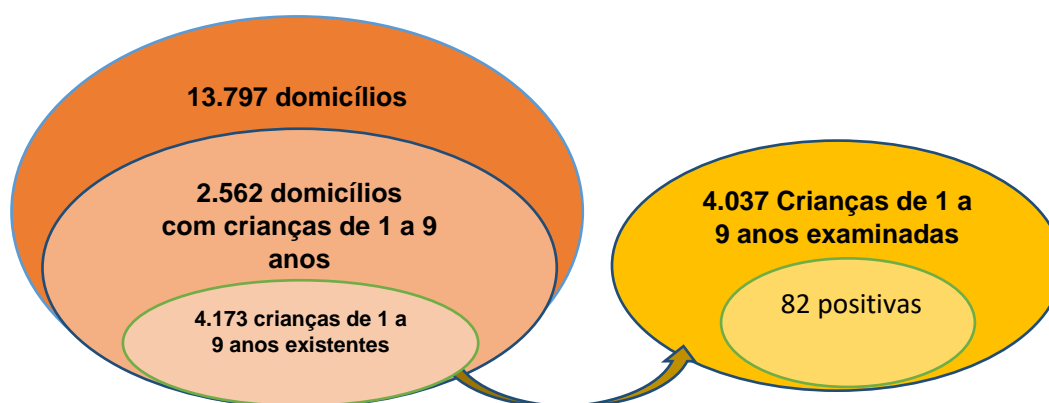 13.797 domicílios
2.562 domicílios
com crianças de 1 a 9
anos
4.173 crianças de 1 a
9 anos existentes
4.037 Crianças de 1 a
9 anos examinadas
82 positivas